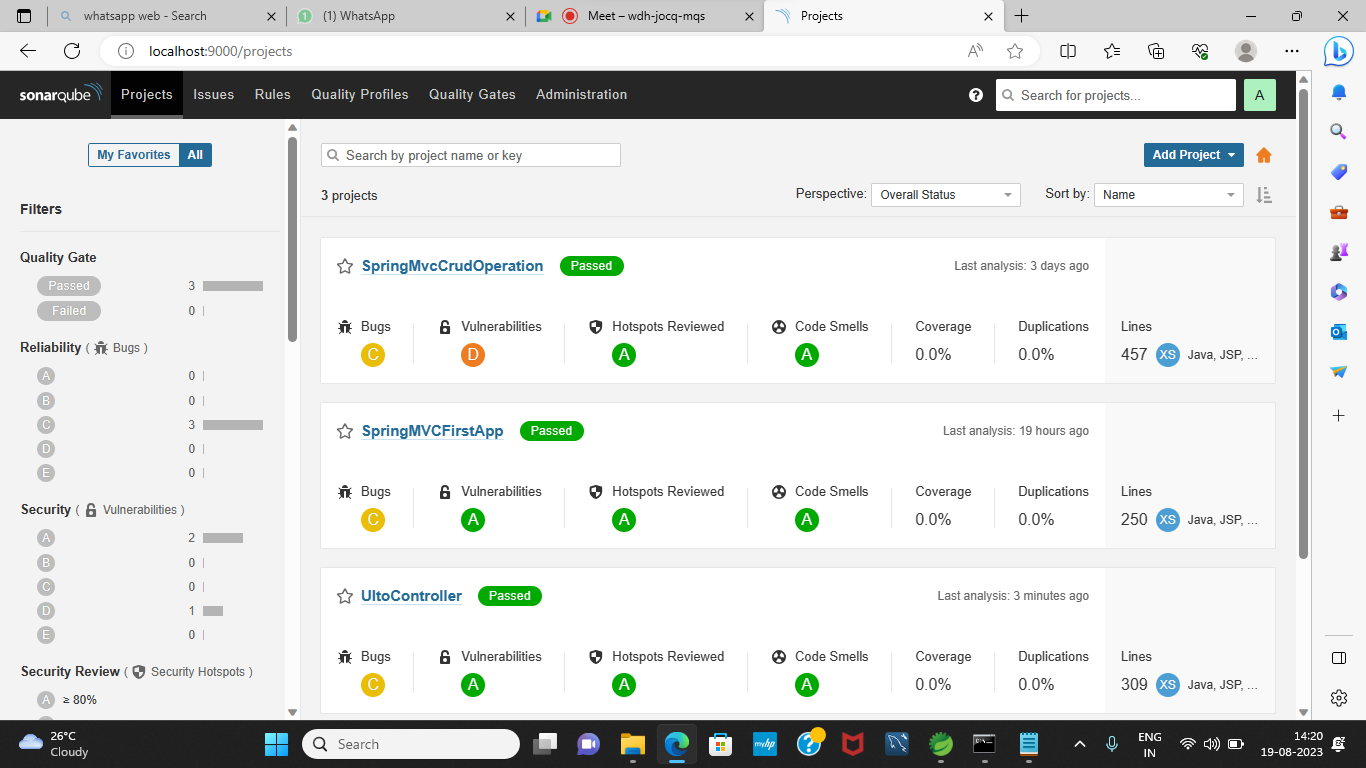 whatsapp web - Search
1
(1) WhatsApp
Meet – wdh-jocq-mqs
Projects
localhost:9000/projects
sonarqube
Projects
Issues
Rules
Quality Profiles
Quality Gates
Administration
Search for projects...
A
My Favorites
All
Search by project name or key
Add Project
3 projects
Perspective:
Overall Status
Sort by:
Name
Filters
Quality Gate
Passed
3
Failed
0
Reliability ( Bugs )
A 0
B 0
C 3
D 0
E 0
Security ( Vulnerabilities )
A 2
B 0
C 0
D 1
E 0
Security Review ( Security Hotspots )
A ≥ 80%
SpringMvcCrudOperation Passed Last analysis: 3 days ago
Bugs Vulnerabilities Hotspots Reviewed Code Smells Coverage Duplications Lines
C D A A 0.0% 0.0% 457 XS Java, JSP, ...
SpringMVCFirstApp Passed Last analysis: 19 hours ago
Bugs Vulnerabilities Hotspots Reviewed Code Smells Coverage Duplications Lines
C A A A 0.0% 0.0% 250 XS Java, JSP, ...
UltoController Passed Last analysis: 3 minutes ago
Bugs Vulnerabilities Hotspots Reviewed Code Smells Coverage Duplications Lines
C A A A 0.0% 0.0% 309 XS Java, JSP, ...
26°C
Cloudy
Search
myhp
ENG
IN
14:20
19-08-2023